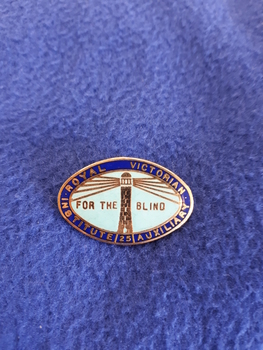 ROYAL VICTORIAN
FOR THE BLIND
INSTITUTE 25 AUXILIARY